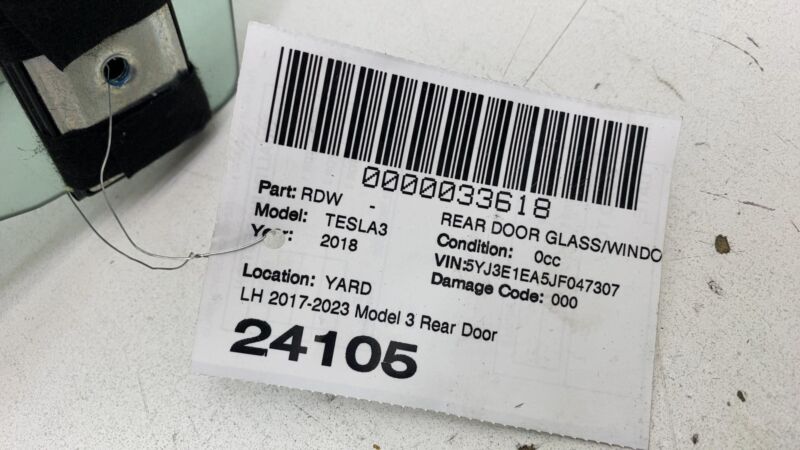 0000033618
Part: RDW - REAR DOOR GLASS/WINDO
Model: TESLA3 Condition: 0cc
Year: 2018 VIN:5YJ3E1EA5JF047307
Damage Code: 000
Location: YARD
LH 2017-2023 Model 3 Rear Door
24105